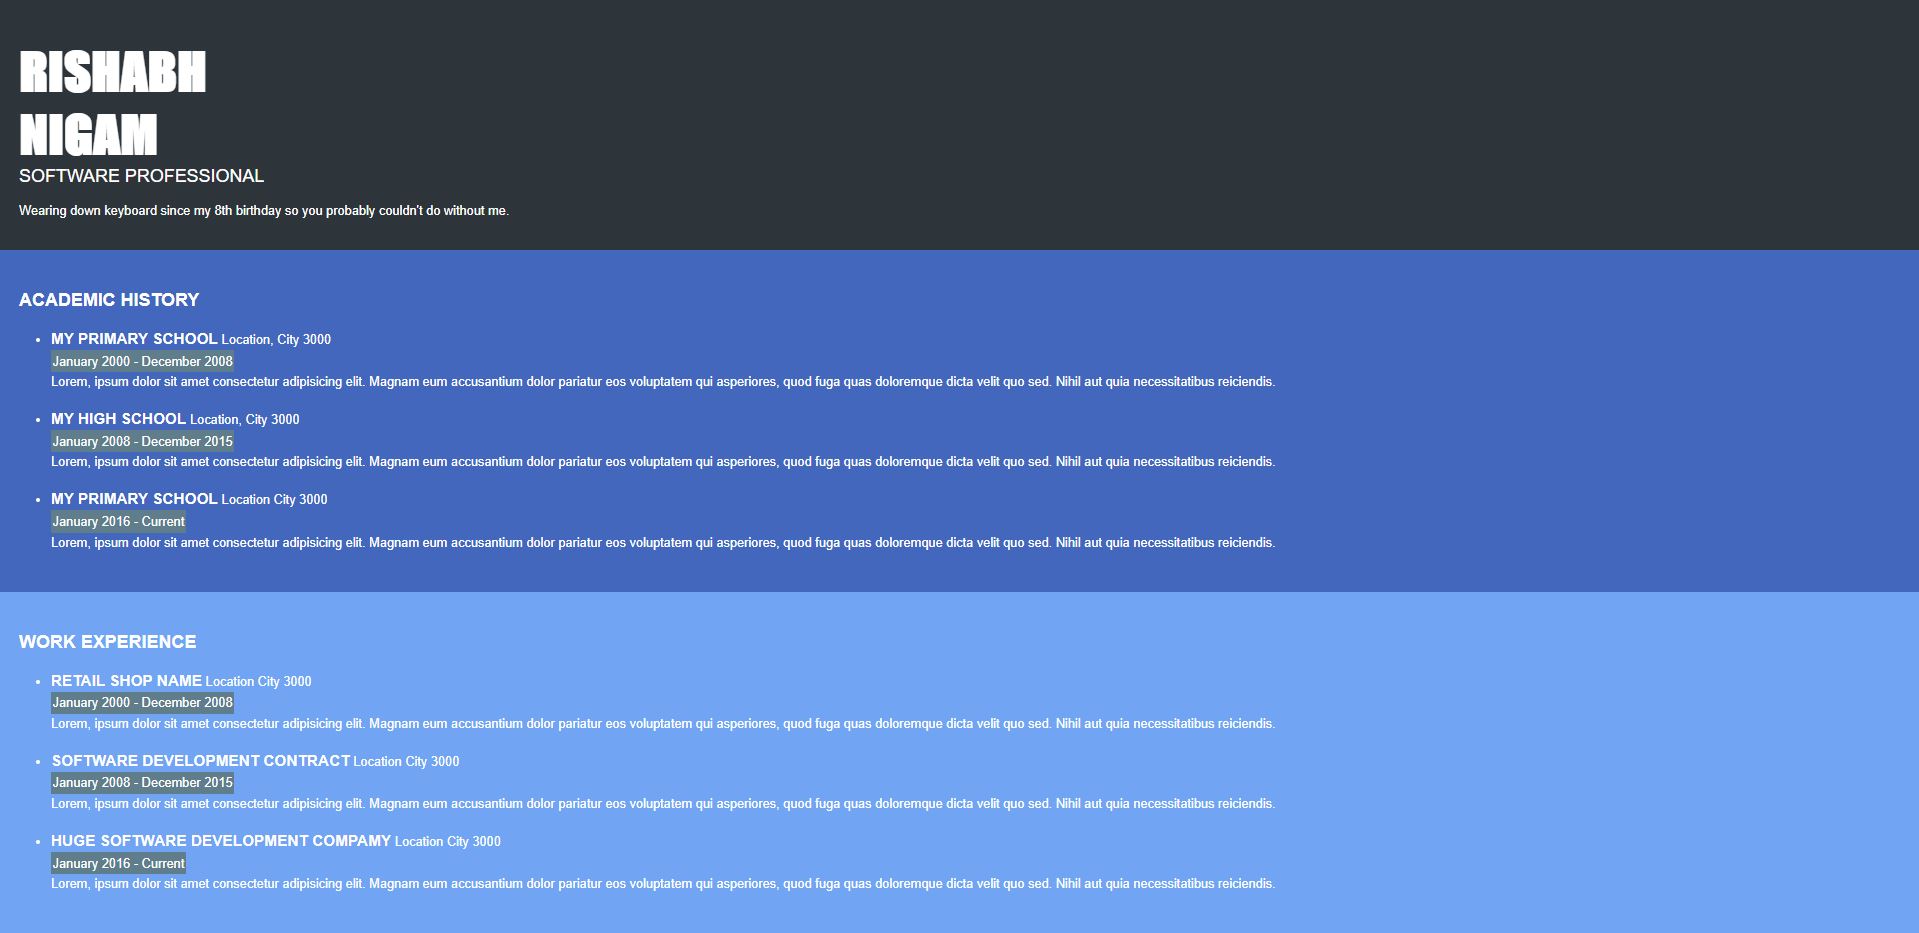 RISHABH
NIGAM
SOFTWARE PROFESSIONAL
Wearing down keyboard since my 8th birthday so you probably couldn't do without me.
ACADEMIC HISTORY
MY PRIMARY SCHOOL Location, City 3000
January 2000 - December 2008
Lorem, ipsum dolor sit amet consectetur adipisicing elit. Magnam eum accusantium dolor pariatur eos voluptatem qui asperiores, quod fuga quas doloremque dicta velit quo sed. Nihil aut quia necessitatibus reiciendis.
MY HIGH SCHOOL Location, City 3000
January 2008 - December 2015
Lorem, ipsum dolor sit amet consectetur adipisicing elit. Magnam eum accusantium dolor pariatur eos voluptatem qui asperiores, quod fuga quas doloremque dicta velit quo sed. Nihil aut quia necessitatibus reiciendis.
MY PRIMARY SCHOOL Location City 3000
January 2016 - Current
Lorem, ipsum dolor sit amet consectetur adipisicing elit. Magnam eum accusantium dolor pariatur eos voluptatem qui asperiores, quod fuga quas doloremque dicta velit quo sed. Nihil aut quia necessitatibus reiciendis.
WORK EXPERIENCE
RETAIL SHOP NAME Location City 3000
January 2000 - December 2008
Lorem, ipsum dolor sit amet consectetur adipisicing elit. Magnam eum accusantium dolor pariatur eos voluptatem qui asperiores, quod fuga quas doloremque dicta velit quo sed. Nihil aut quia necessitatibus reiciendis.
SOFTWARE DEVELOPMENT CONTRACT Location City 3000
January 2008 - December 2015
Lorem, ipsum dolor sit amet consectetur adipisicing elit. Magnam eum accusantium dolor pariatur eos voluptatem qui asperiores, quod fuga quas doloremque dicta velit quo sed. Nihil aut quia necessitatibus reiciendis.
HUGE SOFTWARE DEVELOPMENT COMPAMY Location City 3000
January 2016 - Current
Lorem, ipsum dolor sit amet consectetur adipisicing elit. Magnam eum accusantium dolor pariatur eos voluptatem qui asperiores, quod fuga quas doloremque dicta velit quo sed. Nihil aut quia necessitatibus reiciendis.